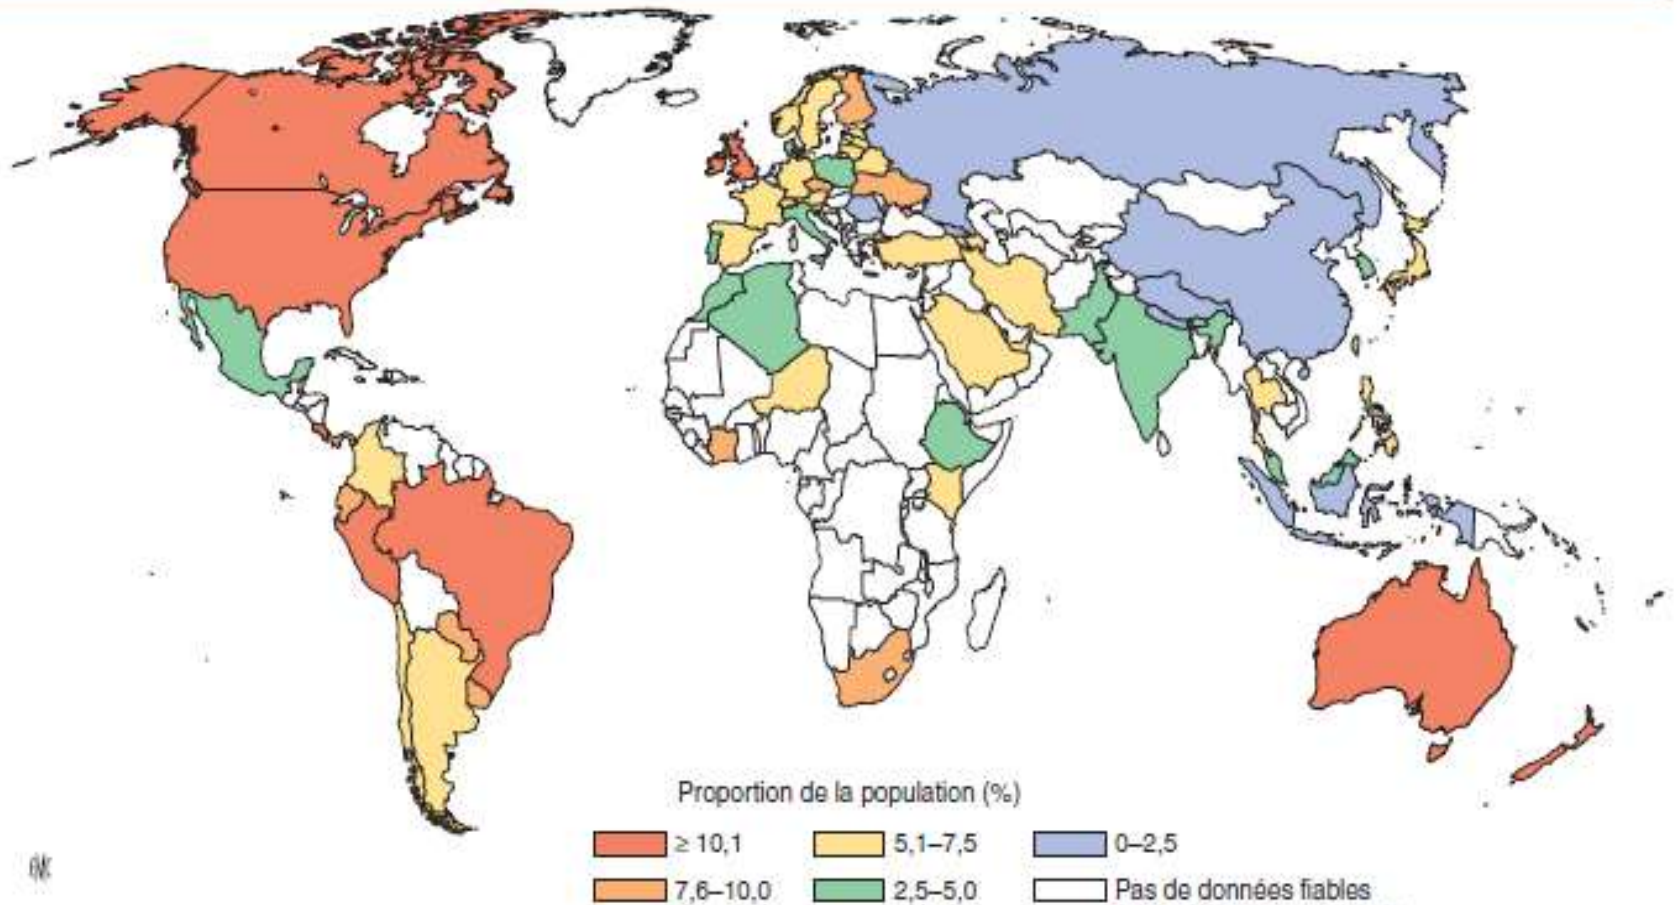 Proportion de la population (%)
≥ 10,1
5,1–7,5
0–2,5
7,6–10,0
2,5–5,0
Pas de données fiables